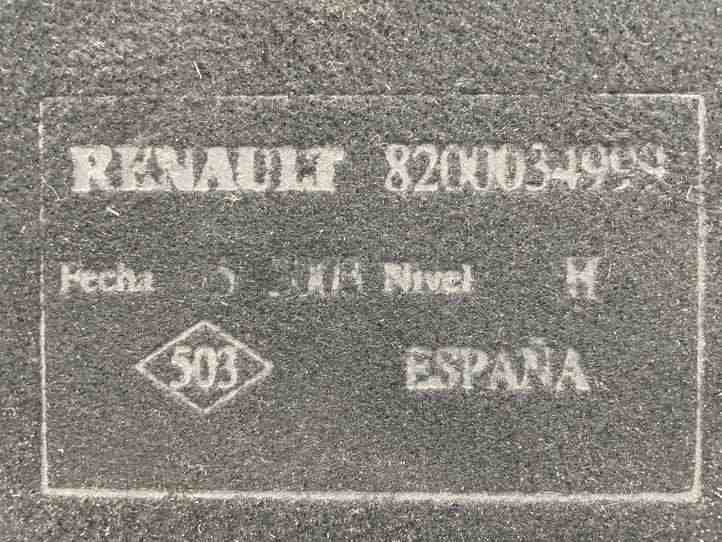 RENAULT 8200034999
Fecha Nivel H
503 ESPAÑA